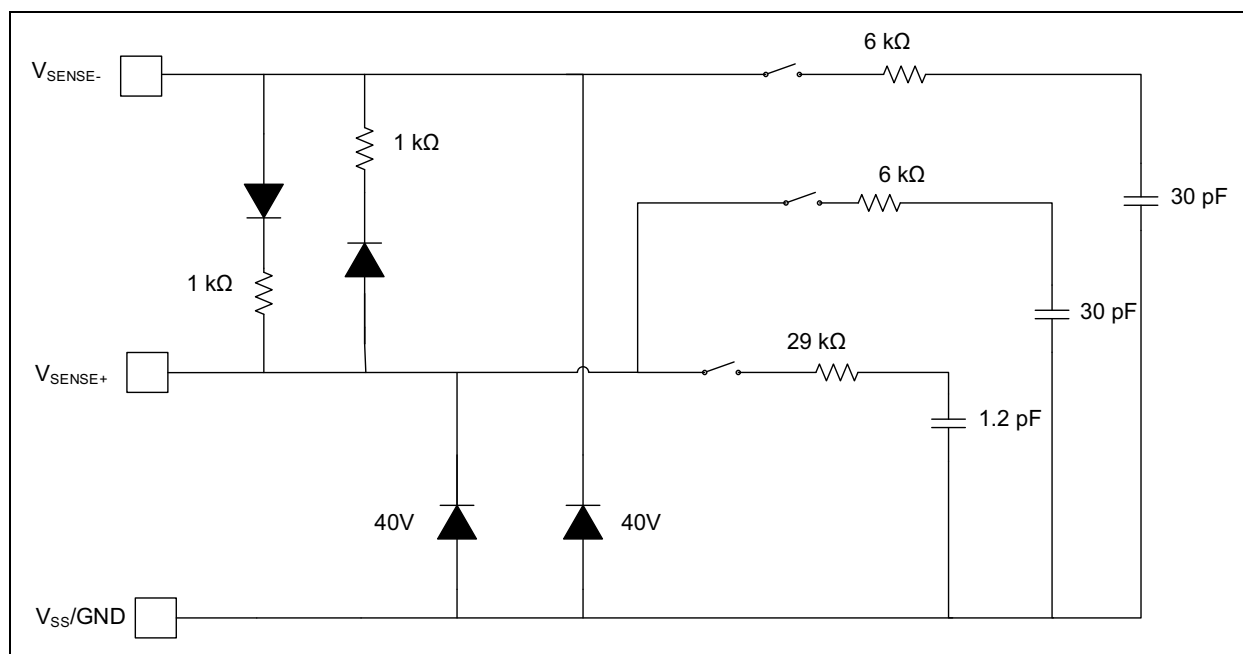 6 kΩ
VSENSE-
1 kΩ
6 kΩ
30 pF
1 kΩ
30 pF
29 kΩ
VSENSE+
1.2 pF
40V
40V
VSS/GND